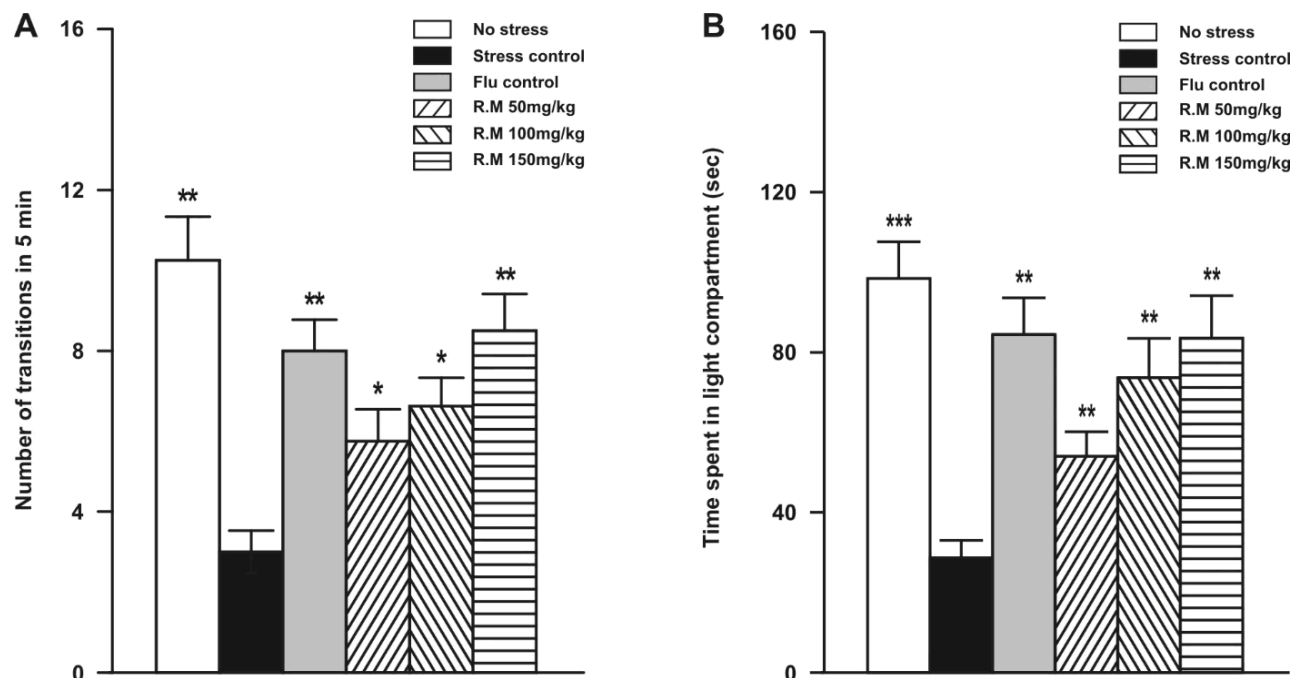 A
No stress
Stress control
Flu control
R.M 50mg/kg
R.M 100mg/kg
R.M 150mg/kg
Number of transitions in 5 min
16
12
8
4
0
**
**
*
*
**
B
No stress
Stress control
Flu control
R.M 50mg/kg
R.M 100mg/kg
R.M 150mg/kg
Time spent in light compartment (sec)
160
120
80
40
0
***
**
**
**
**